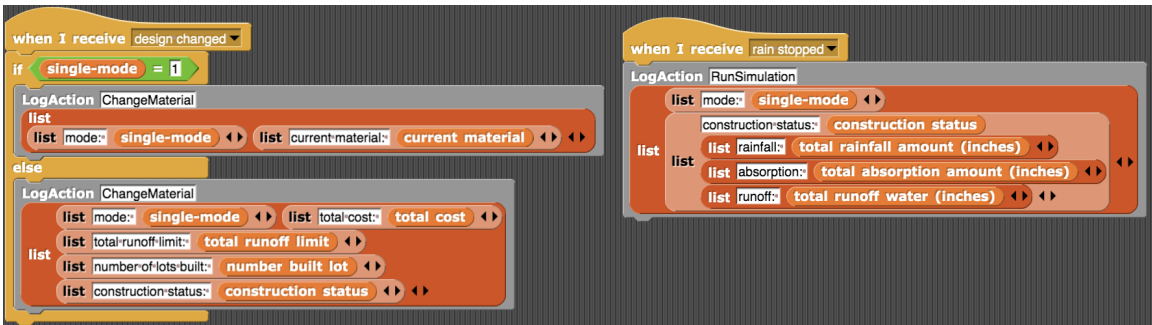 when I receive design changed
if single-mode = 1
LogAction ChangeMaterial
list
list mode: single-mode list current material: current material
else
LogAction ChangeMaterial
list mode: single-mode list total cost: total cost
list total runoff limit: total runoff limit
list
list number of lots built: number built lot
list construction status: construction status
when I receive rain stopped
LogAction RunSimulation
list mode: single-mode
construction status: construction status
list list rainfall: total rainfall amount (inches)
list list absorption: total absorption amount (inches)
list runoff: total runoff water (inches)